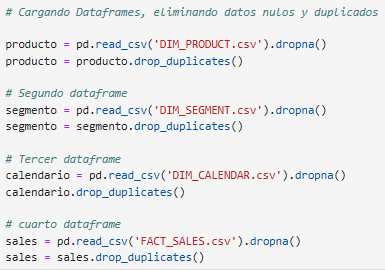 # Cargando Dataframes, eliminando datos nulos y duplicados
producto = pd.read_csv('DIM_PRODUCT.csv').dropna()
producto = producto.drop_duplicates()
# Segundo dataframe
segmento = pd.read_csv('DIM_SEGMENT.csv').dropna()
segmento = segmento.drop_duplicates()
# Tercer dataframe
calendario = pd.read_csv('DIM_CALENDAR.csv').dropna()
calendario.drop_duplicates()
# cuarto dataframe
sales = pd.read_csv('FACT_SALES.csv').dropna()
sales = sales.drop_duplicates()